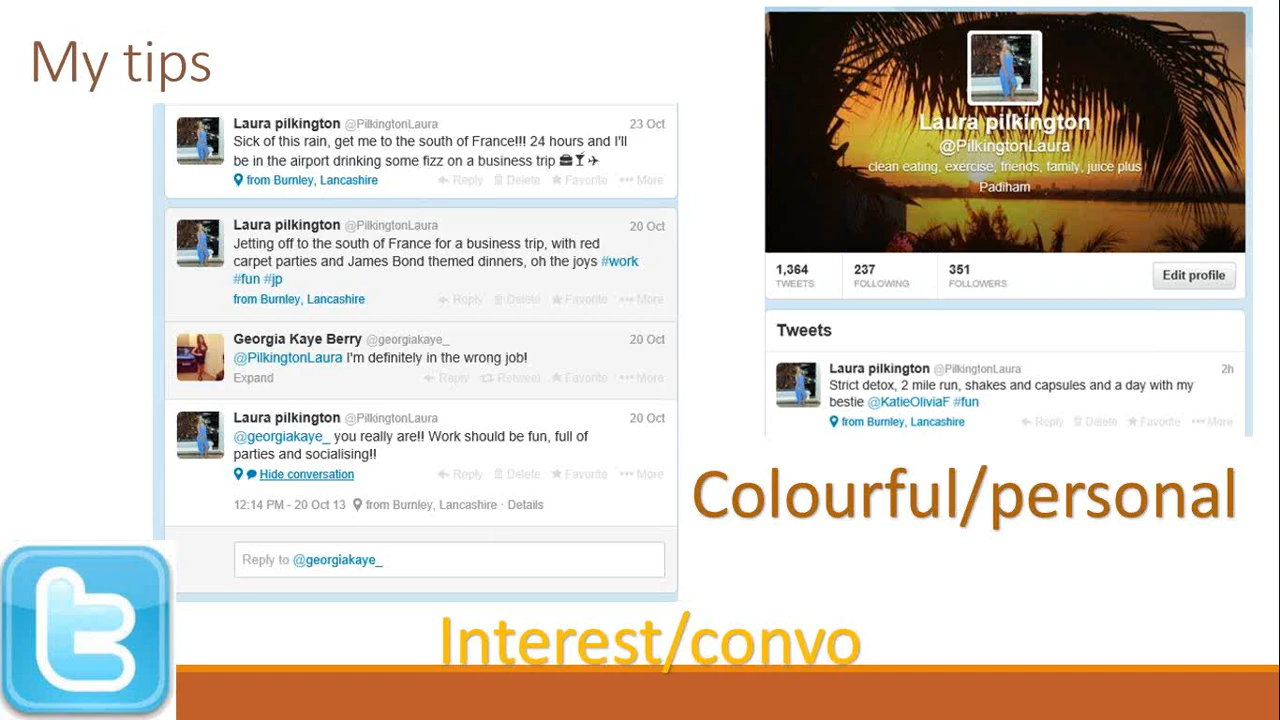 My tips
Laura pilkington @PilkingtonLaura 23 Oct
Sick of this rain, get me to the south of France!!! 24 hours and I'll
be in the airport drinking some fizz on a business trip
from Burnley, Lancashire Reply Delete Favorite More
Laura pilkington @PilkingtonLaura 20 Oct
Jetting off to the south of France for a business trip, with red
carpet parties and James Bond themed dinners, oh the joys #work
#fun #jp
from Burnley, Lancashire Reply Delete Favorite More
Georgia Kaye Berry @georgiakaye_ 20 Oct
@PilkingtonLaura I'm definitely in the wrong job!
Expand Reply Retweet Favorite More
Laura pilkington @PilkingtonLaura 20 Oct
@georgiakaye_ you really are!! Work should be fun, full of
parties and socialising!!
Hide conversation Reply Delete Favorite More
12:14 PM - 20 Oct 13 from Burnley, Lancashire · Details
Reply to @georgiakaye_
Laura pilkington
@PilkingtonLaura
clean eating, exercise, friends, family, juice plus
Padiham
1,364 237 351 Edit profile
TWEETS FOLLOWING FOLLOWERS
Tweets
Laura pilkington @PilkingtonLaura 2h
Strict detox, 2 mile run, shakes and capsules and a day with my
bestie @KatieOliviaF #fun
from Burnley, Lancashire Reply Delete Favorite More
Colourful/personal
Interest/convo